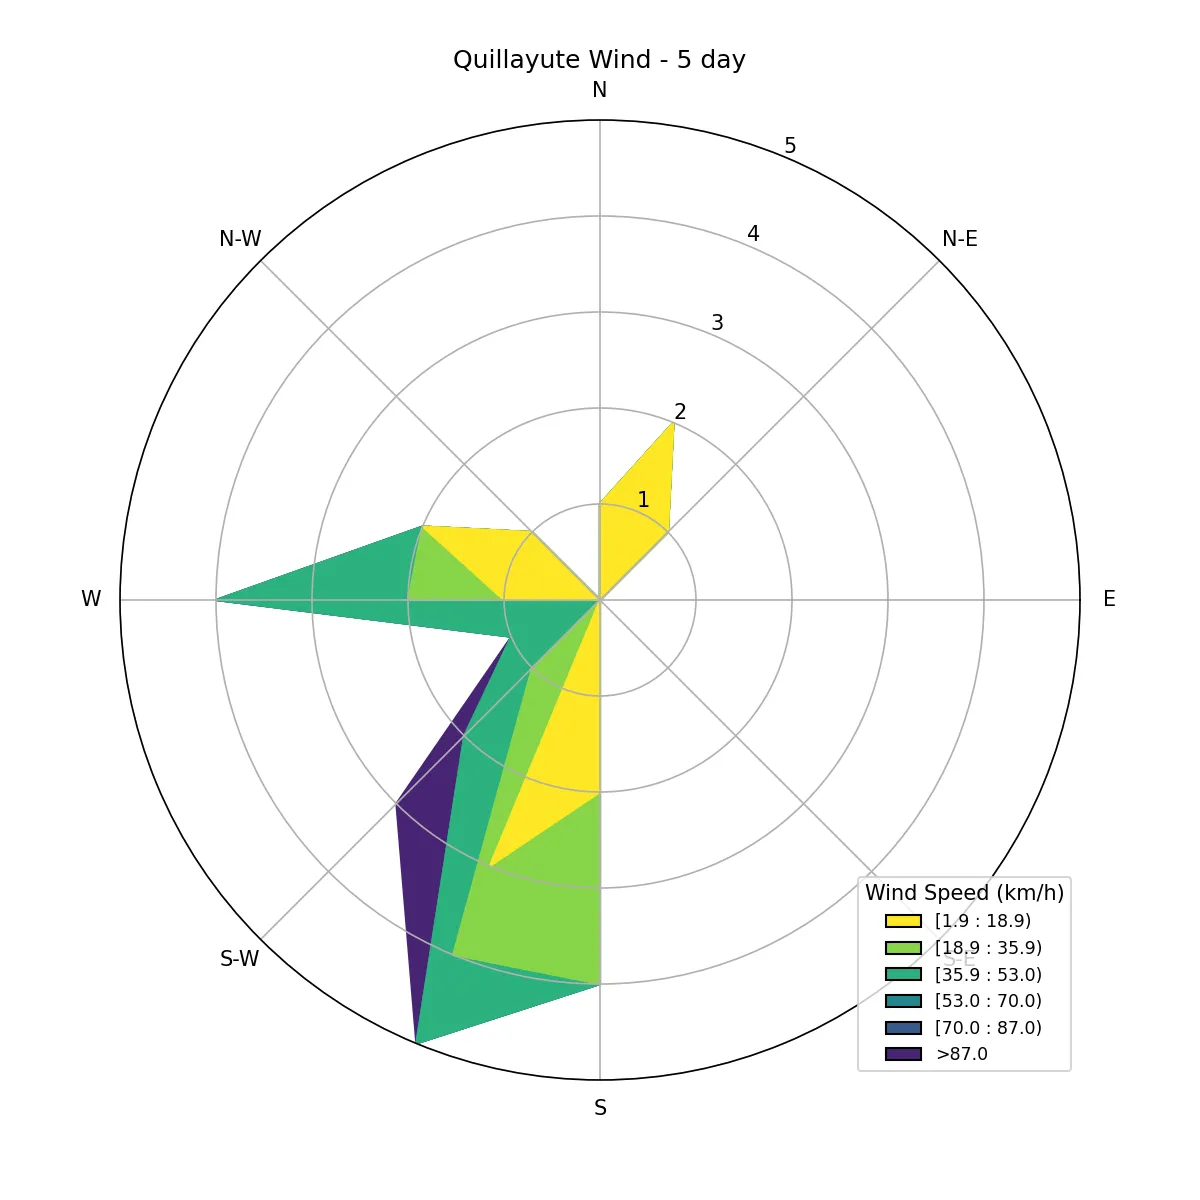 Quillayute Wind - 5 day
N
5
N-W
N-E
4
3
2
1
W
E
S-W
S-E
S
Wind Speed (km/h)
[1.9 : 18.9)
[18.9 : 35.9)
[35.9 : 53.0)
[53.0 : 70.0)
[70.0 : 87.0)
>87.0